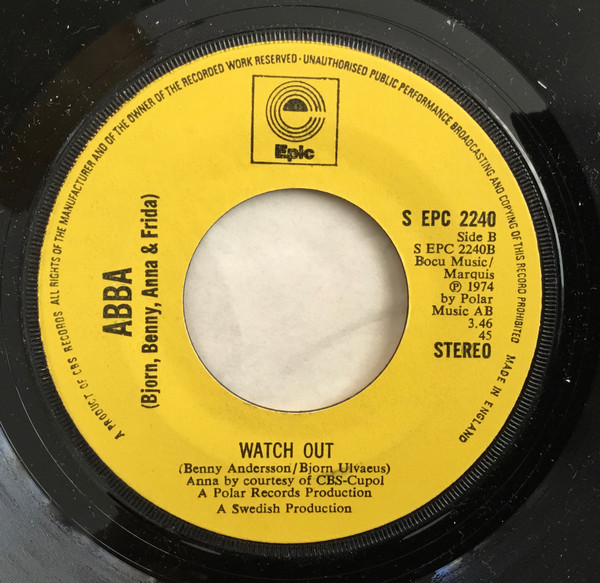 A PRODUCT OF CBS RECORDS ALL RIGHTS OF THE MANUFACTURER AND OF THE OWNER OF THE RECORDED WORK RESERVED · UNAUTHORISED PUBLIC PERFORMANCE BROADCASTING AND COPYING OF THIS RECORD PROHIBITED MADE IN ENGLAND
e
Epic
ABBA
(Bjorn, Benny, Anna & Frida)
S EPC 2240
Side B
S EPC 2240B
Bocu Music/
Marquis
℗ 1974
by Polar
Music AB
3.46
45
STEREO
WATCH OUT
(Benny Andersson/Bjorn Ulvaeus)
Anna by courtesy of CBS-Cupol
A Polar Records Production
A Swedish Production